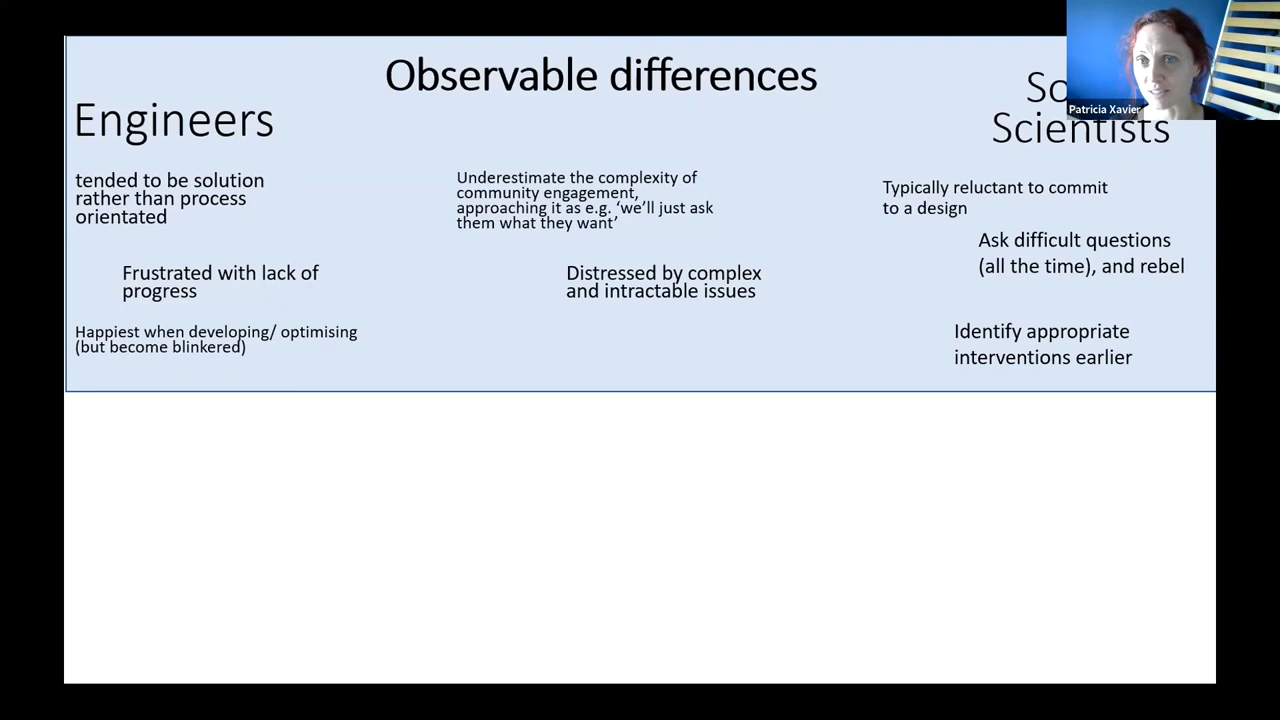 Observable differences
Engineers
Scientists
Patricia Xavier
tended to be solution
rather than process
orientated
Frustrated with lack of
progress
Happiest when developing/ optimising
(but become blinkered)
Underestimate the complexity of
community engagement,
approaching it as e.g. ‘we’ll just ask
them what they want’
Distressed by complex
and intractable issues
Typically reluctant to commit
to a design
Ask difficult questions
(all the time), and rebel
Identify appropriate
interventions earlier